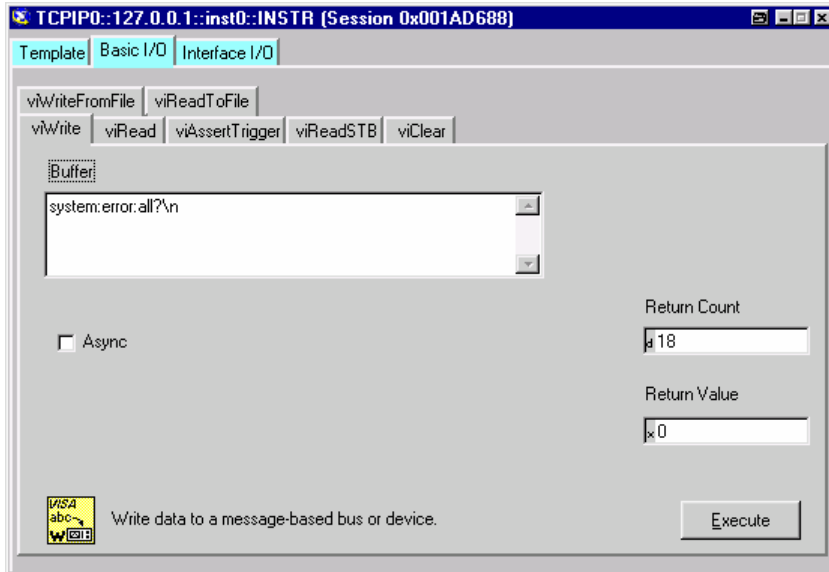 TCPIP0::127.0.0.1::inst0::INSTR (Session 0x001AD688)
Template Basic I/O Interface I/O
viWriteFromFile viReadToFile
viWrite viRead viAssertTrigger viReadSTB viClear
Buffer
system:error:all?\n
Return Count
Async
d 18
Return Value
x 0
VISA
abc
W
Write data to a message-based bus or device.
Execute